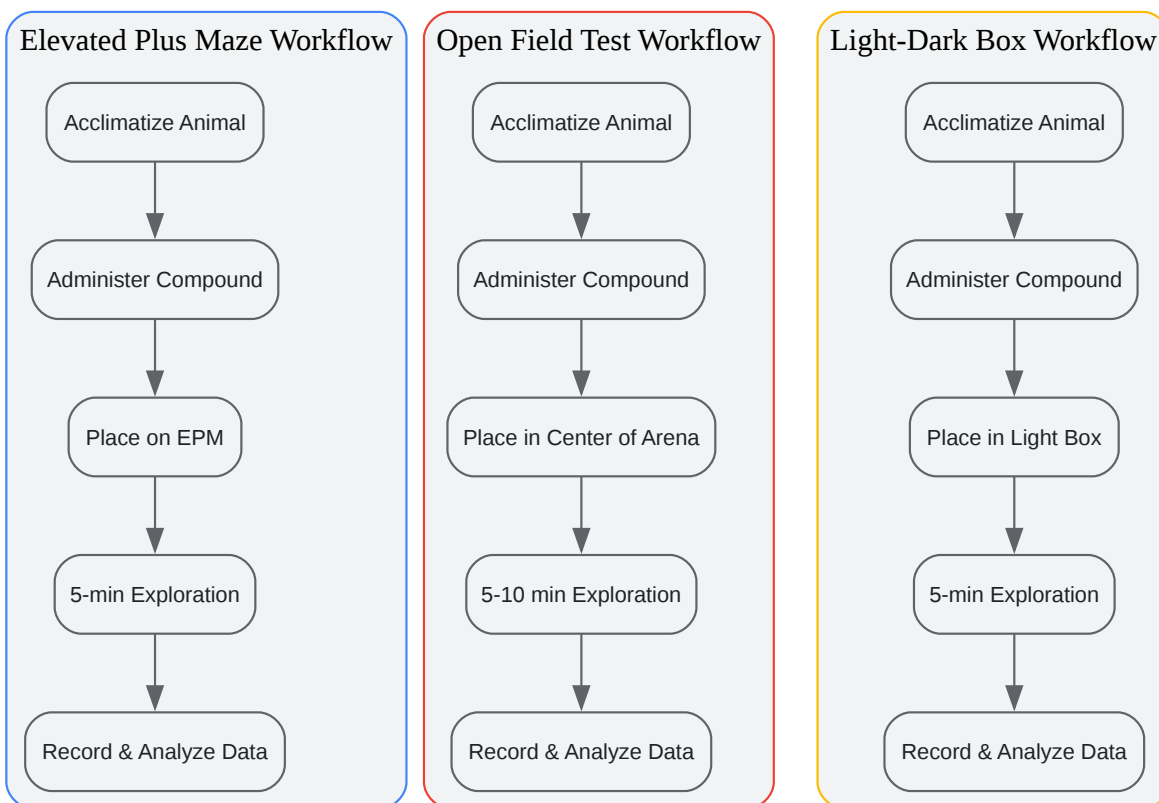 Elevated Plus Maze Workflow
Acclimatize Animal
Administer Compound
Place on EPM
5-min Exploration
Record & Analyze Data
Open Field Test Workflow
Acclimatize Animal
Administer Compound
Place in Center of Arena
5-10 min Exploration
Record & Analyze Data
Light-Dark Box Workflow
Acclimatize Animal
Administer Compound
Place in Light Box
5-min Exploration
Record & Analyze Data